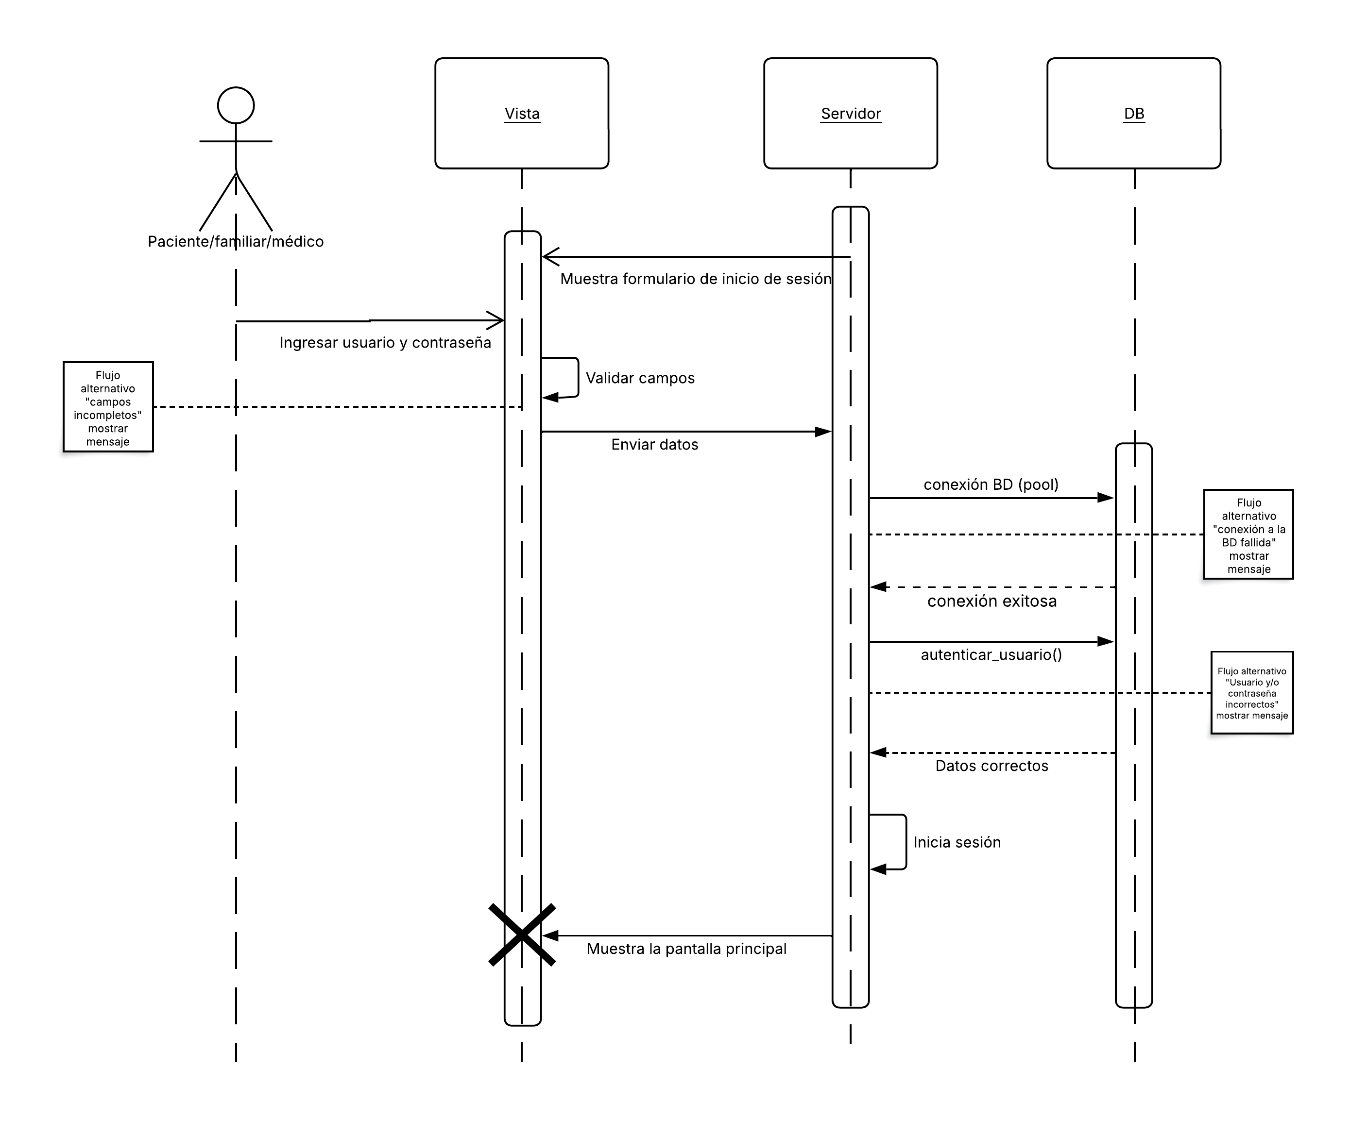 Vista
Servidor
DB
Paciente/familiar/médico
Muestra formulario de inicio de sesión
Ingresar usuario y contraseña
Flujo
alternativo
"campos
incompletos"
mostrar
mensaje
Validar campos
Enviar datos
conexión BD (pool)
Flujo
alternativo
"conexión a la
BD fallida"
mostrar
mensaje
conexión exitosa
autenticar_usuario()
Flujo alternativo
"Usuario y/o
contraseña
incorrectos"
mostrar mensaje
Datos correctos
Inicia sesión
Muestra la pantalla principal